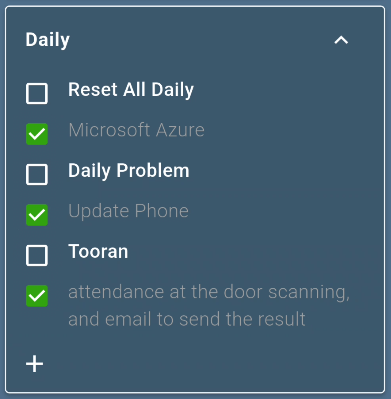 Daily
Reset All Daily
Microsoft Azure
Daily Problem
Update Phone
Tooran
attendance at the door scanning,
and email to send the result